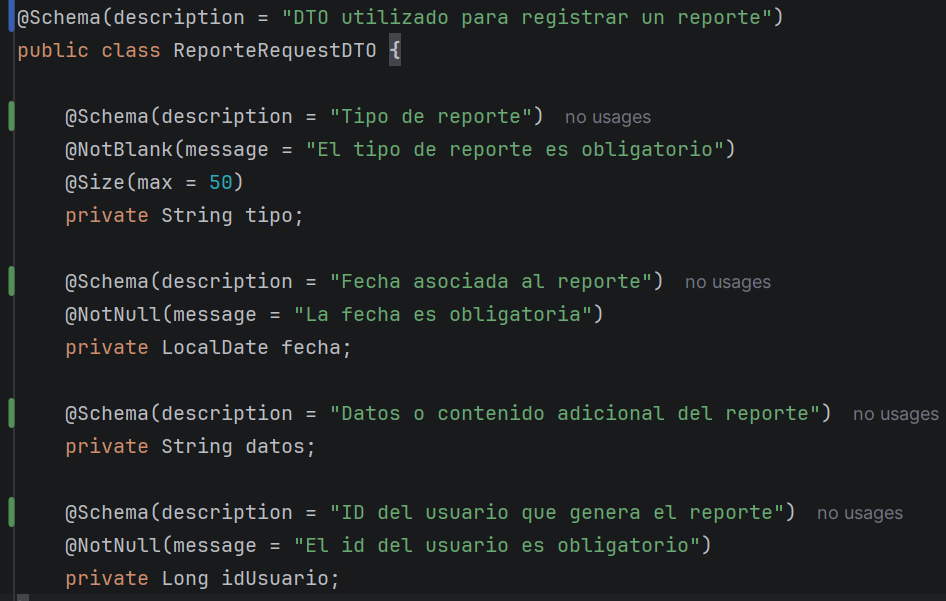 @Schema(description = "DTO utilizado para registrar un reporte")
public class ReporteRequestDTO {
@Schema(description = "Tipo de reporte") no usages
@NotBlank(message = "El tipo de reporte es obligatorio")
@Size(max = 50)
private String tipo;
@Schema(description = "Fecha asociada al reporte") no usages
@NotNull(message = "La fecha es obligatoria")
private LocalDate fecha;
@Schema(description = "Datos o contenido adicional del reporte") no usages
private String datos;
@Schema(description = "ID del usuario que genera el reporte") no usages
@NotNull(message = "El id del usuario es obligatorio")
private Long idUsuario;